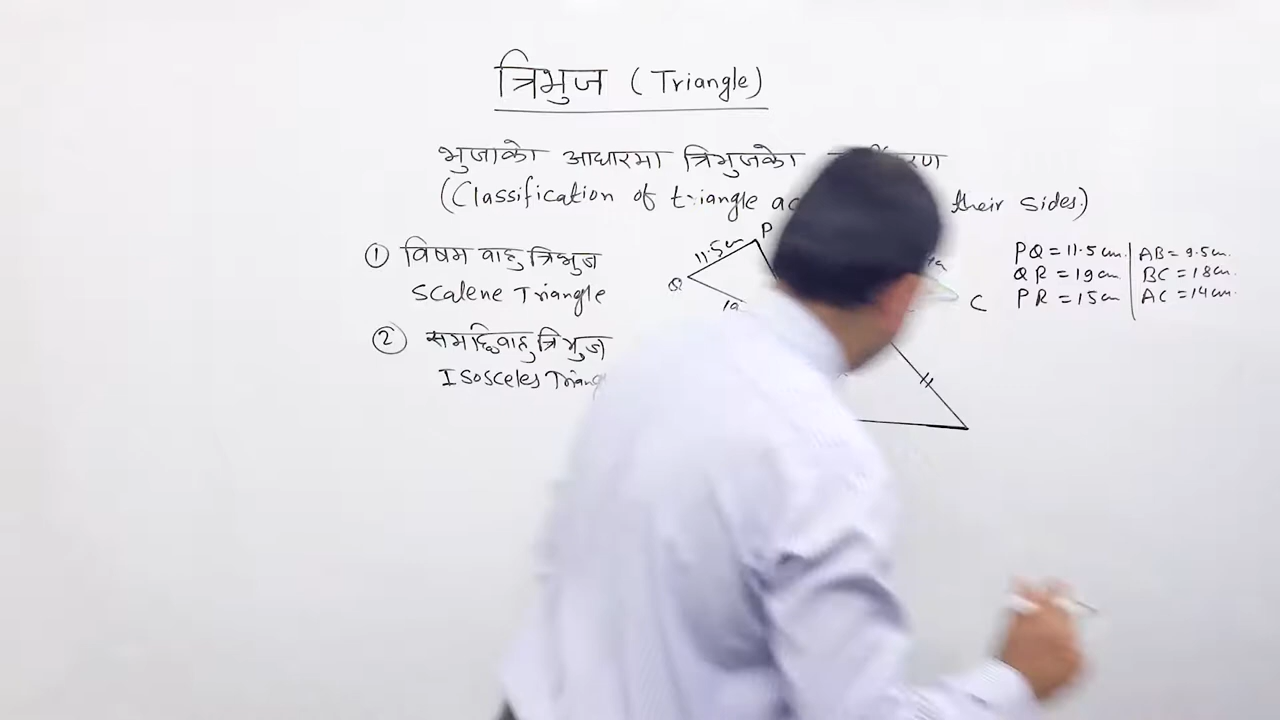 त्रिभुज (Triangle)
भुजाको आधारमा त्रिभुजको
(Classification of triangle their sides.)
① विषम वाहु त्रिभुज
Scalene Triangle
P
11.5cm
Q
C
PQ = 11.5 cm. AB = 9.5 cm.
QR = 19 cm BC = 18 cm.
PR = 15 cm AC = 14 cm.
② समद्विवाहु त्रिभुज
Isosceles